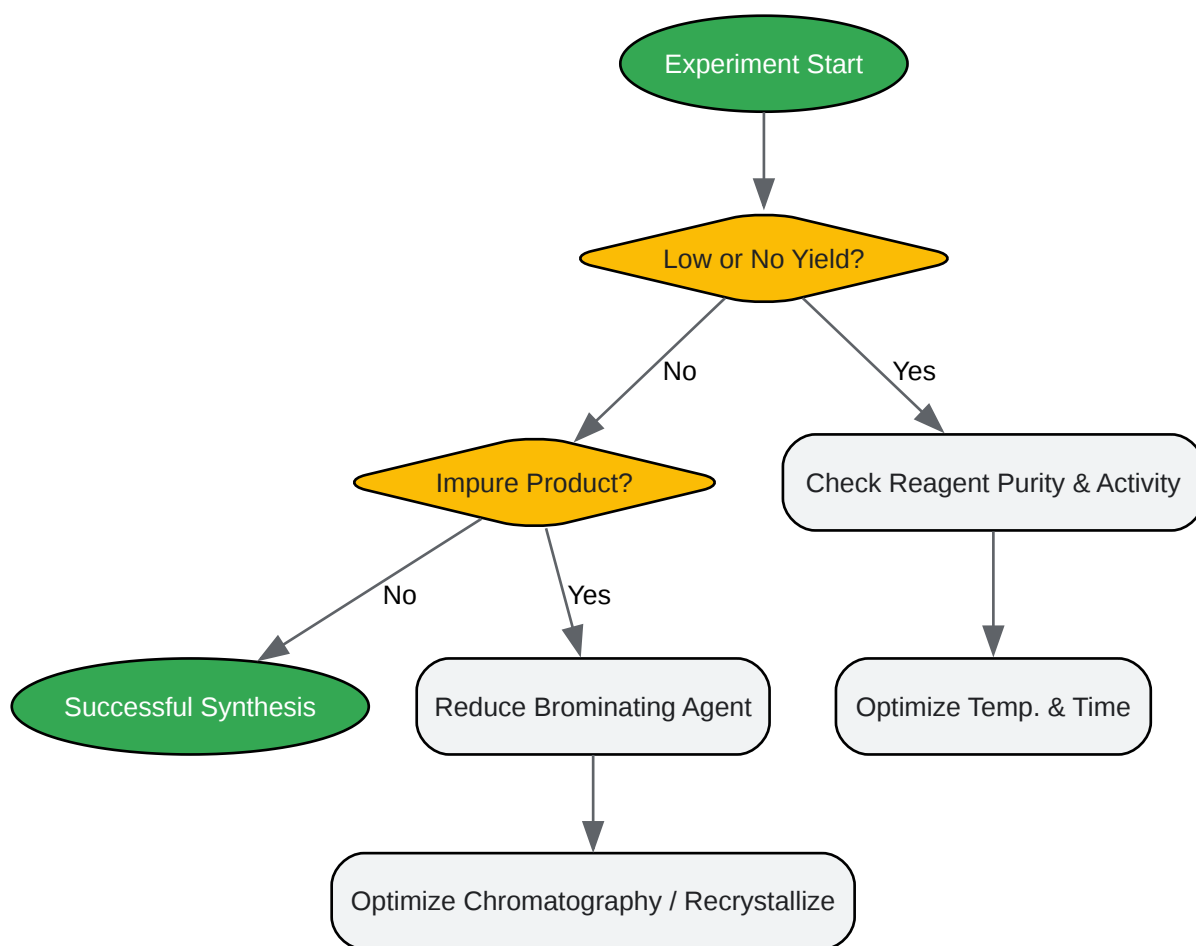 Experiment Start
Low or No Yield?
No
Yes
Impure Product?
Check Reagent Purity & Activity
No
Yes
Successful Synthesis
Reduce Brominating Agent
Optimize Temp. & Time
Optimize Chromatography / Recrystallize